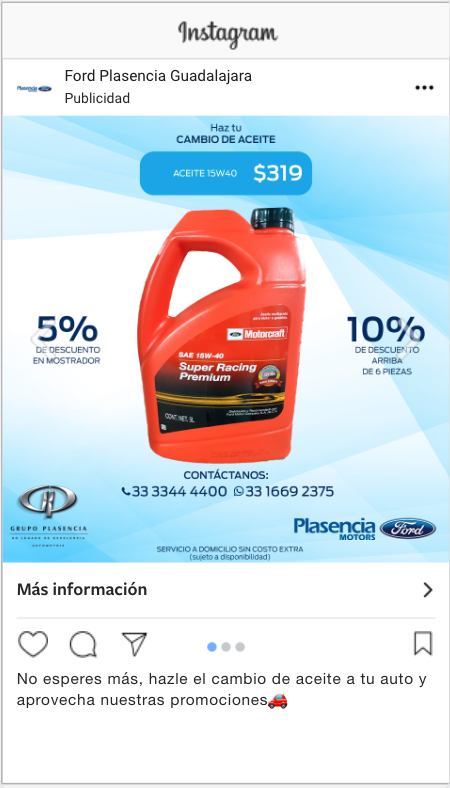 Instagram
Ford Plasencia Guadalajara
Publicidad
Haz tu
CAMBIO DE ACEITE
ACEITE 15W40 $319
5%
DE DESCUENTO
EN MOSTRADOR
10%
DE DESCUENTO
ARRIBA
DE 6 PIEZAS
Ford Motorcraft
SAE 15W-40
Super Racing
Premium
CONT. NET. 5L
CONTÁCTANOS:
33 3344 4400 33 1669 2375
GRUPO PLASENCIA
AUTOMOTRIZ
Plasencia
MOTORS
Ford
SERVICIO A DOMICILIO SIN COSTO EXTRA
(sujeto a disponibilidad)
Más información
No esperes más, hazle el cambio de aceite a tu auto y
aprovecha nuestras promociones🚗